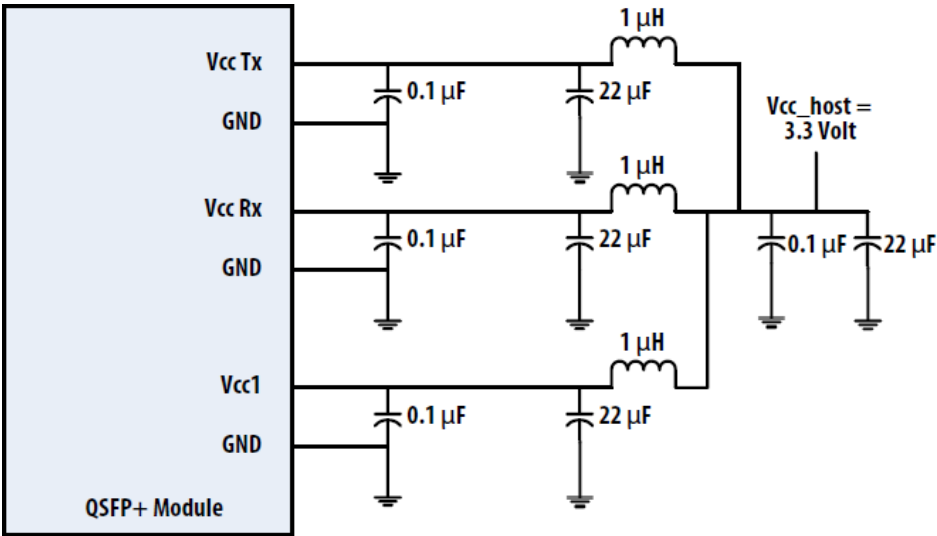 1 μH
Vcc Tx
0.1 μF
22 μF
GND
Vcc_host =
3.3 Volt
1 μH
Vcc Rx
0.1 μF
22 μF
0.1 μF
22 μF
GND
1 μH
Vcc1
0.1 μF
22 μF
GND
QSFP+ Module